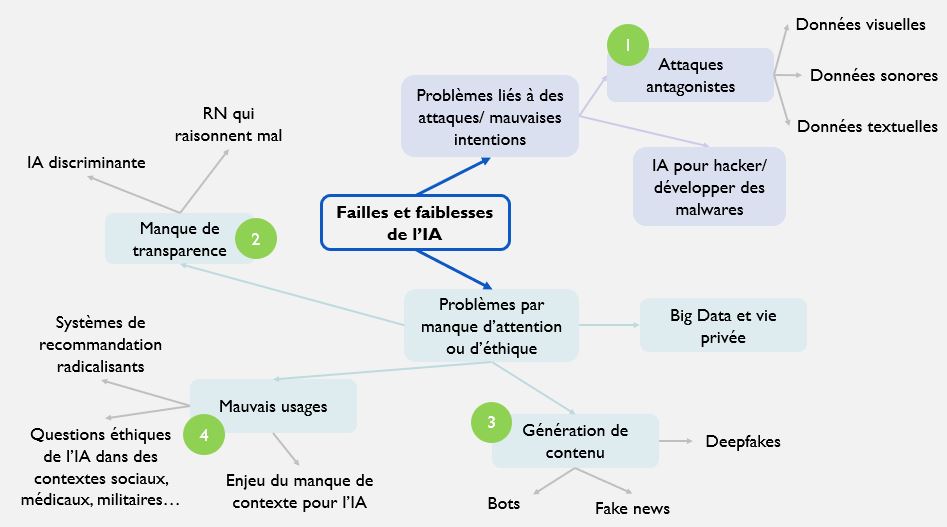 Données visuelles
1
Attaques
antagonistes
Données sonores
Données textuelles
Problèmes liés à des
attaques/ mauvaises
intentions
IA pour hacker/
développer des
malwares
RN qui
raisonnent mal
IA discriminante
Manque de
transparence
2
Failles et faiblesses
de l’IA
Problèmes par
manque d’attention
ou d’éthique
Big Data et vie
privée
Systèmes de
recommandation
radicalisants
Mauvais usages
4
Questions éthiques
de l’IA dans des
contextes sociaux,
médicaux, militaires…
Enjeu du manque de
contexte pour l’IA
3
Génération de
contenu
Deepfakes
Bots
Fake news